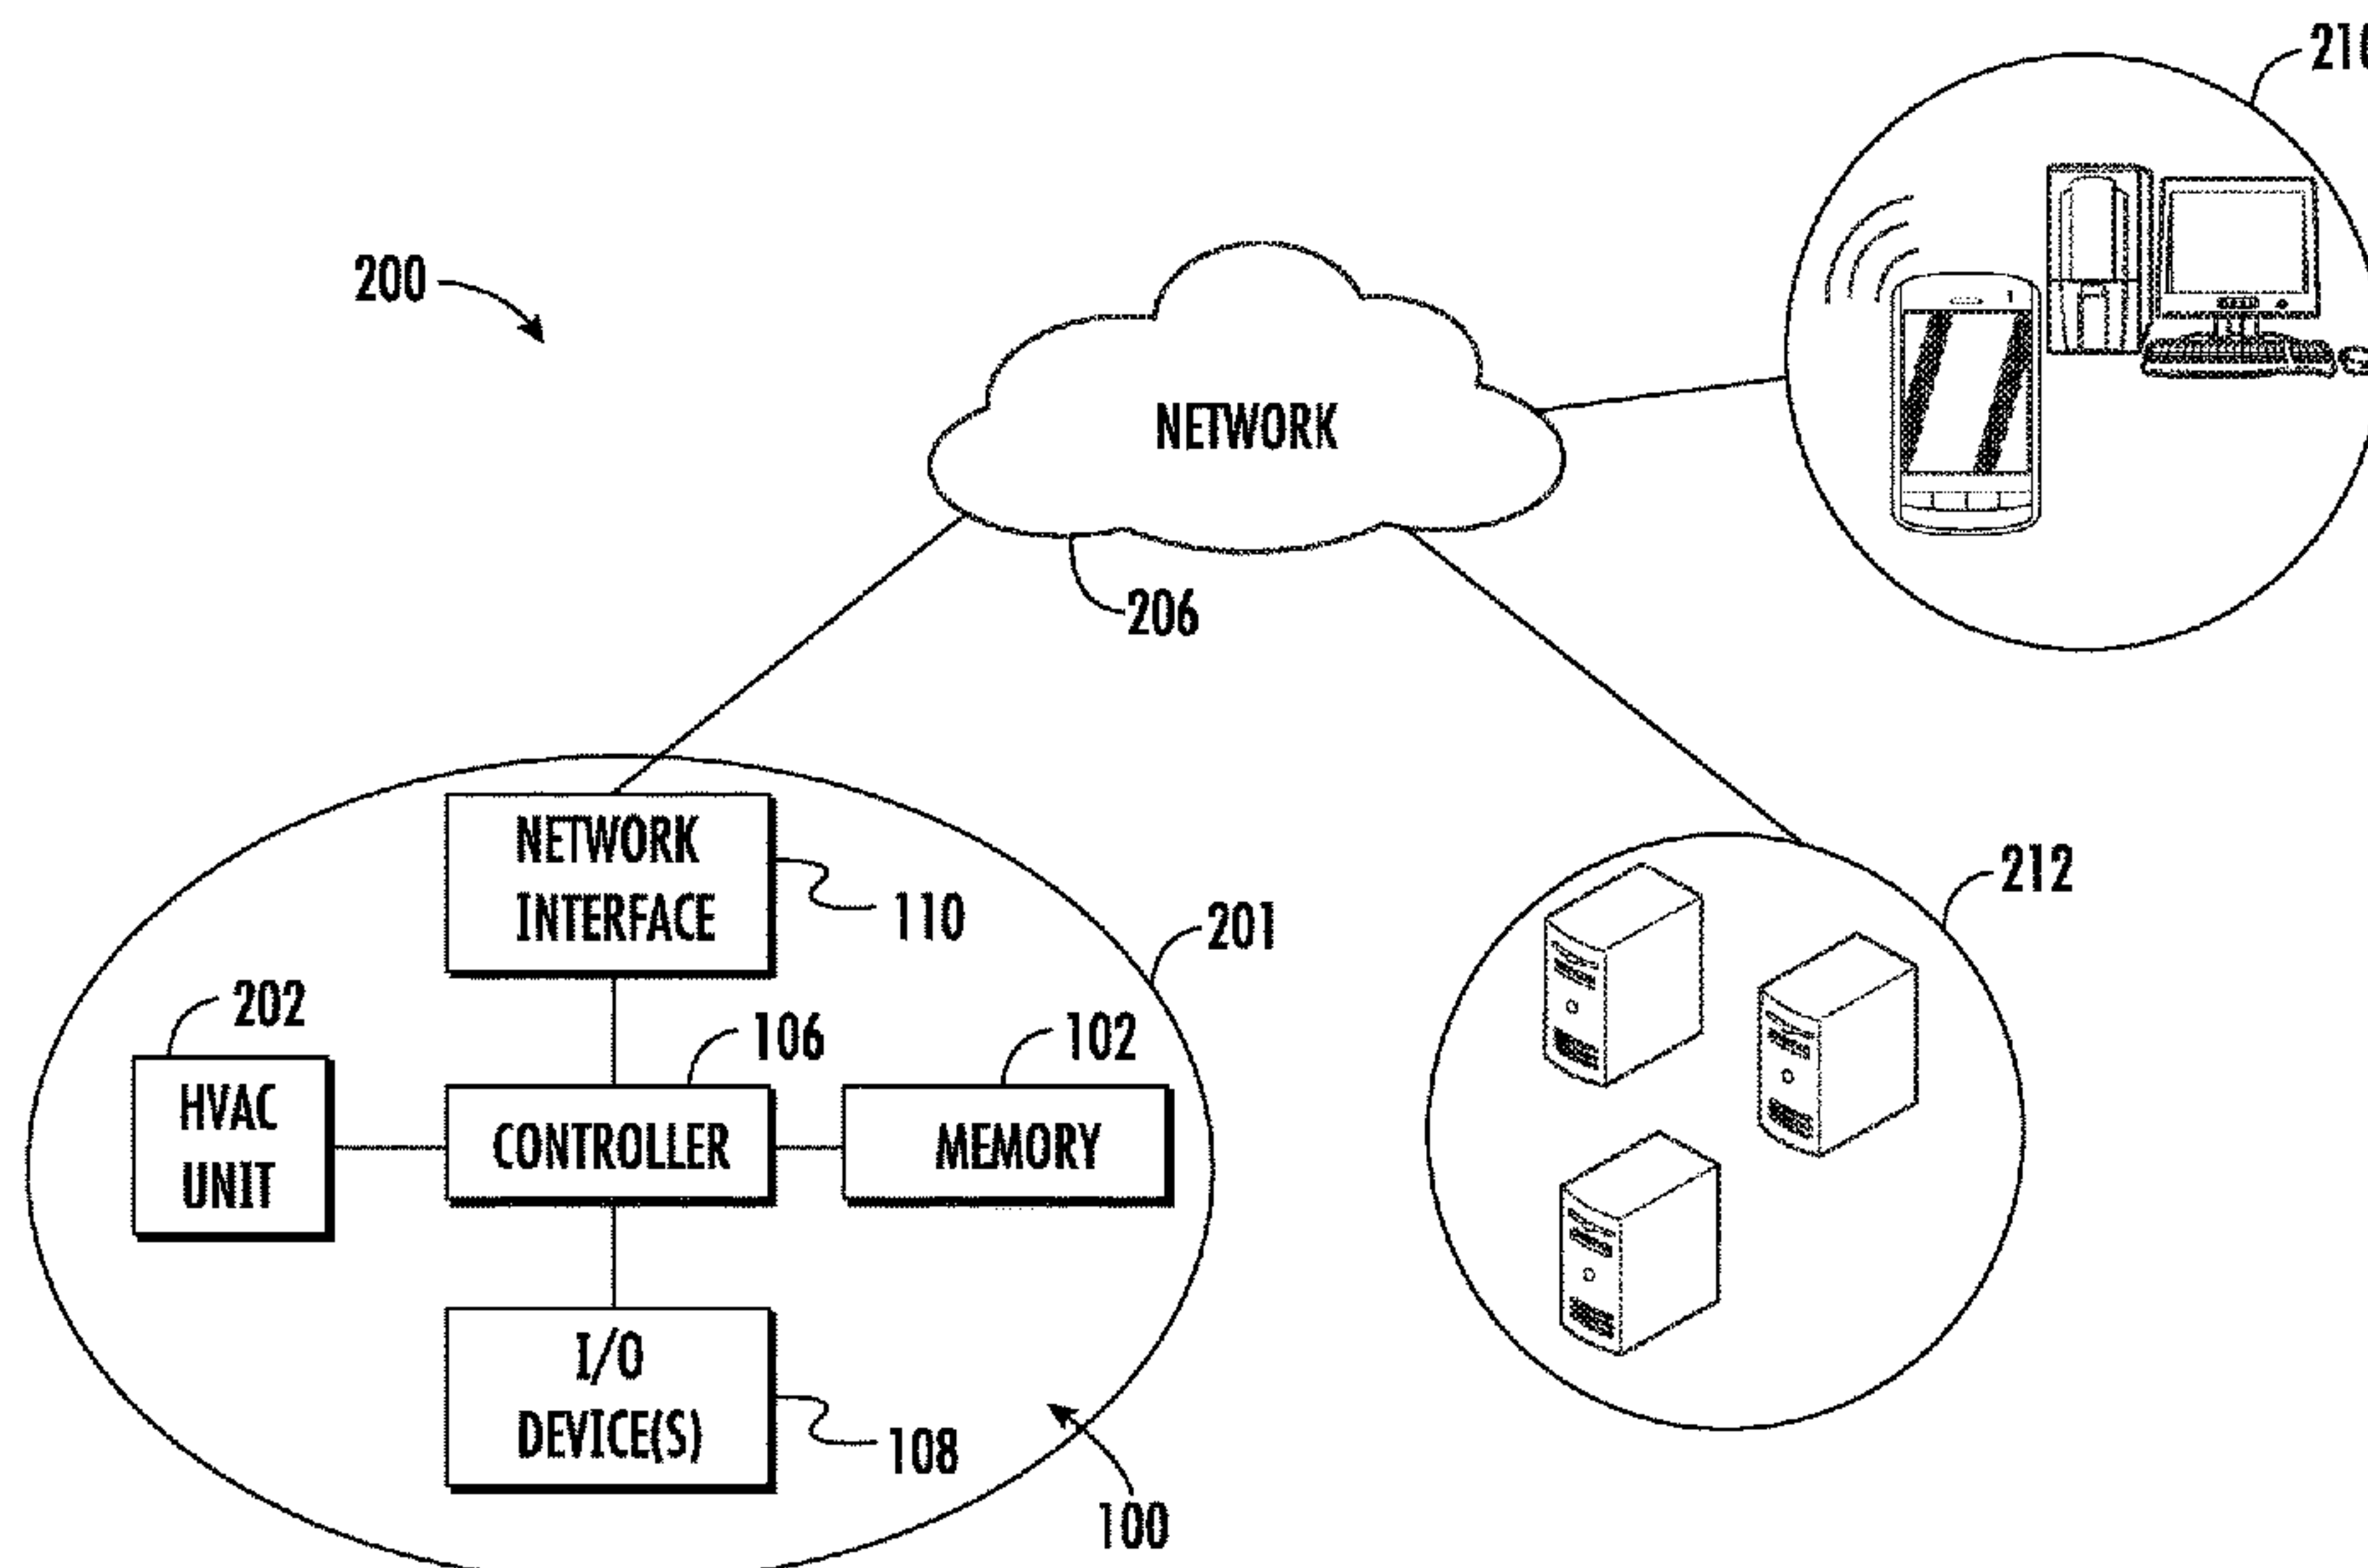 200
NETWORK
206
NETWORK
INTERFACE
110
201
212
202
HVAC
UNIT
106
CONTROLLER
102
MEMORY
I/O
DEVICE(S)
108
100